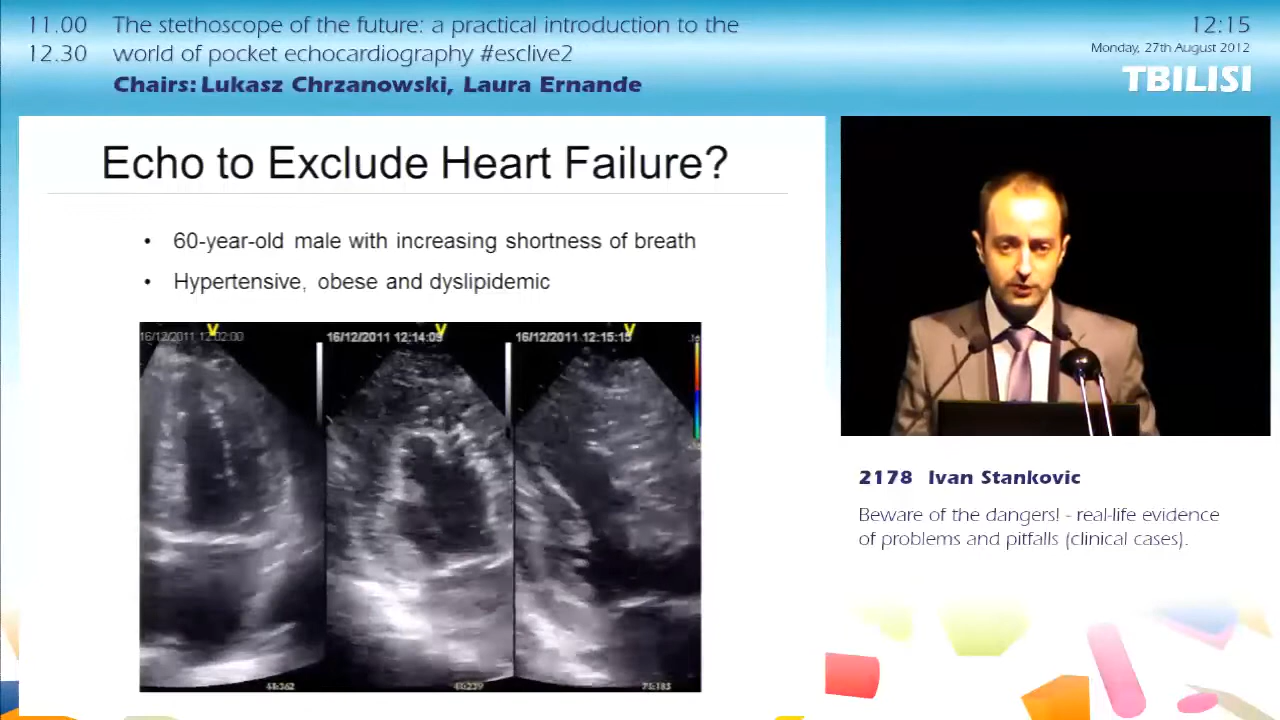 11.00 The stethoscope of the future: a practical introduction to the
12.30 world of pocket echocardiography #esclive2
Chairs: Lukasz Chrzanowski, Laura Ernande
12:15
Monday, 27th August 2012
TBILISI
Echo to Exclude Heart Failure?
• 60-year-old male with increasing shortness of breath
• Hypertensive, obese and dyslipidemic
V V V
16/12/2011 12:02:00 16/12/2011 12:14:09 16/12/2011 12:15:15
2178 Ivan Stankovic
Beware of the dangers! - real-life evidence
of problems and pitfalls (clinical cases).